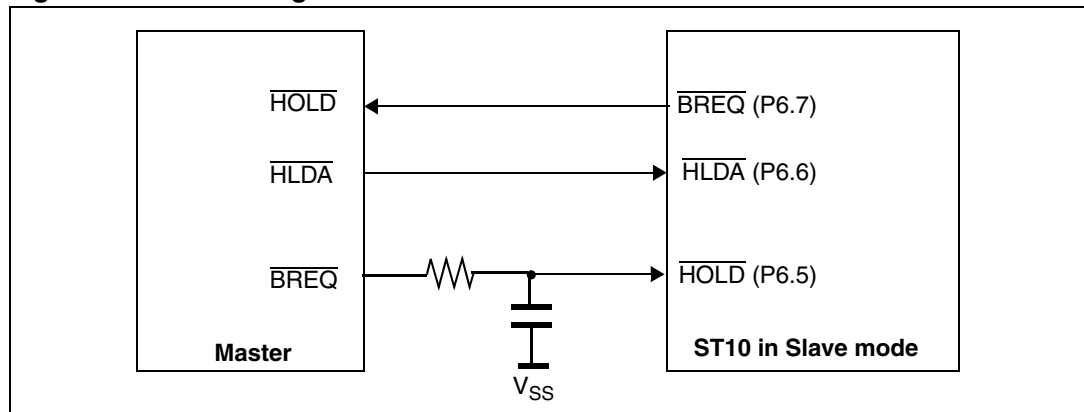 HOLD
BREQ (P6.7)
HLDA
HLDA (P6.6)
BREQ
HOLD (P6.5)
Master
ST10 in Slave mode
VSS